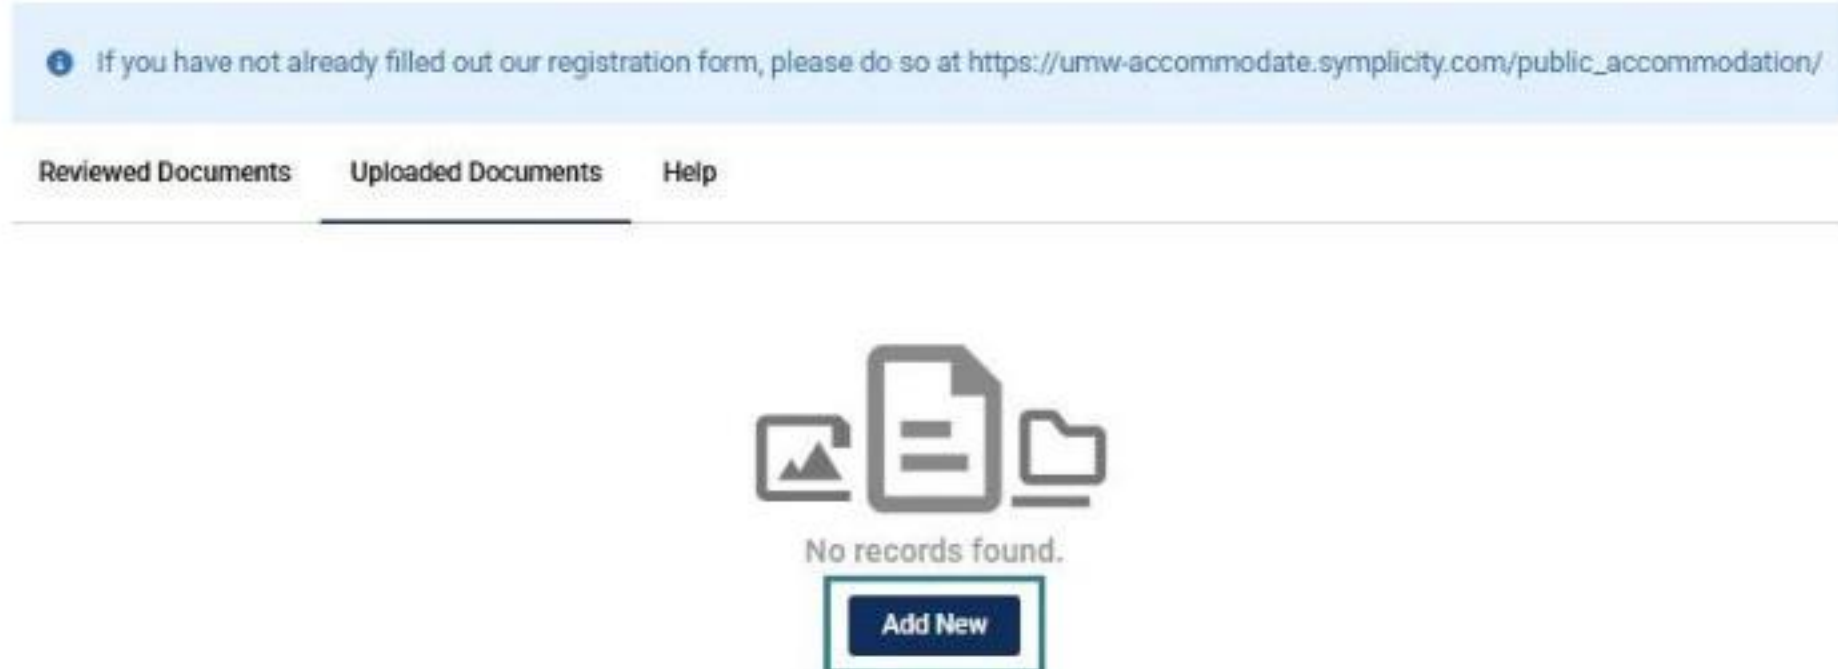 If you have not already filled out our registration form, please do so at https://umw-accommodate.symplicity.com/public_accommodation/
Reviewed Documents Uploaded Documents Help
No records found.
Add New